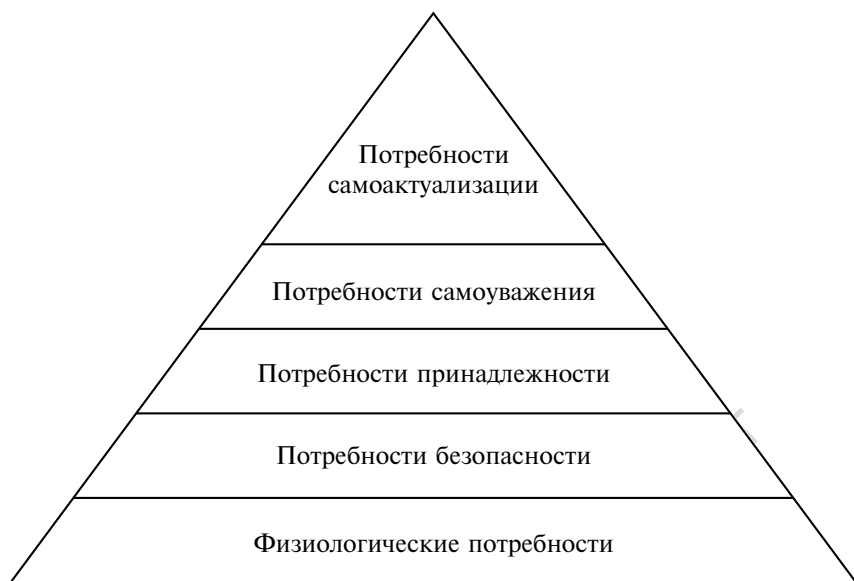 Потребности
самоактуализации
Потребности самоуважения
Потребности принадлежности
Потребности безопасности
Физиологические потребности